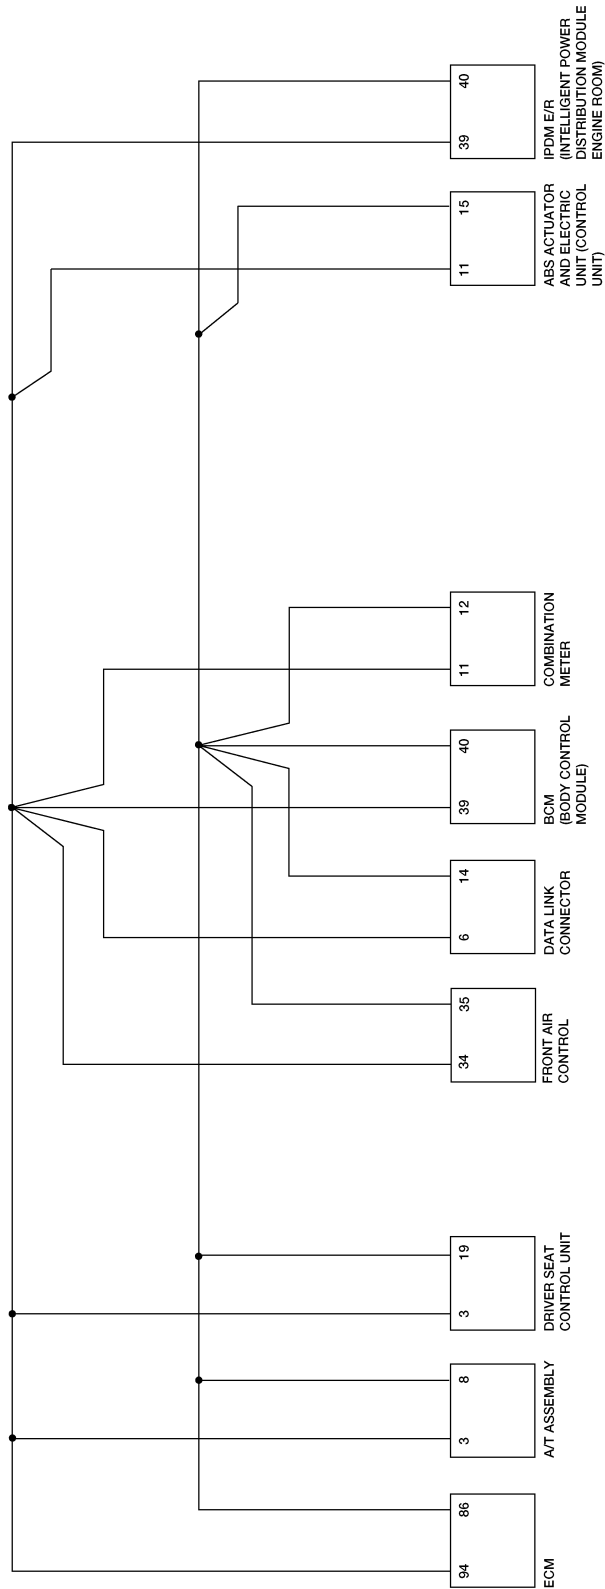 94 86
ECM
3 8
A/T ASSEMBLY
3 19
DRIVER SEAT
CONTROL UNIT
34 35
FRONT AIR
CONTROL
6 14
DATA LINK
CONNECTOR
39 40
BCM
(BODY CONTROL
MODULE)
11 12
COMBINATION
METER
11 15
ABS ACTUATOR
AND ELECTRIC
UNIT (CONTROL
UNIT)
39 40
IPDM E/R
(INTELLIGENT POWER
DISTRIBUTION MODULE
ENGINE ROOM)